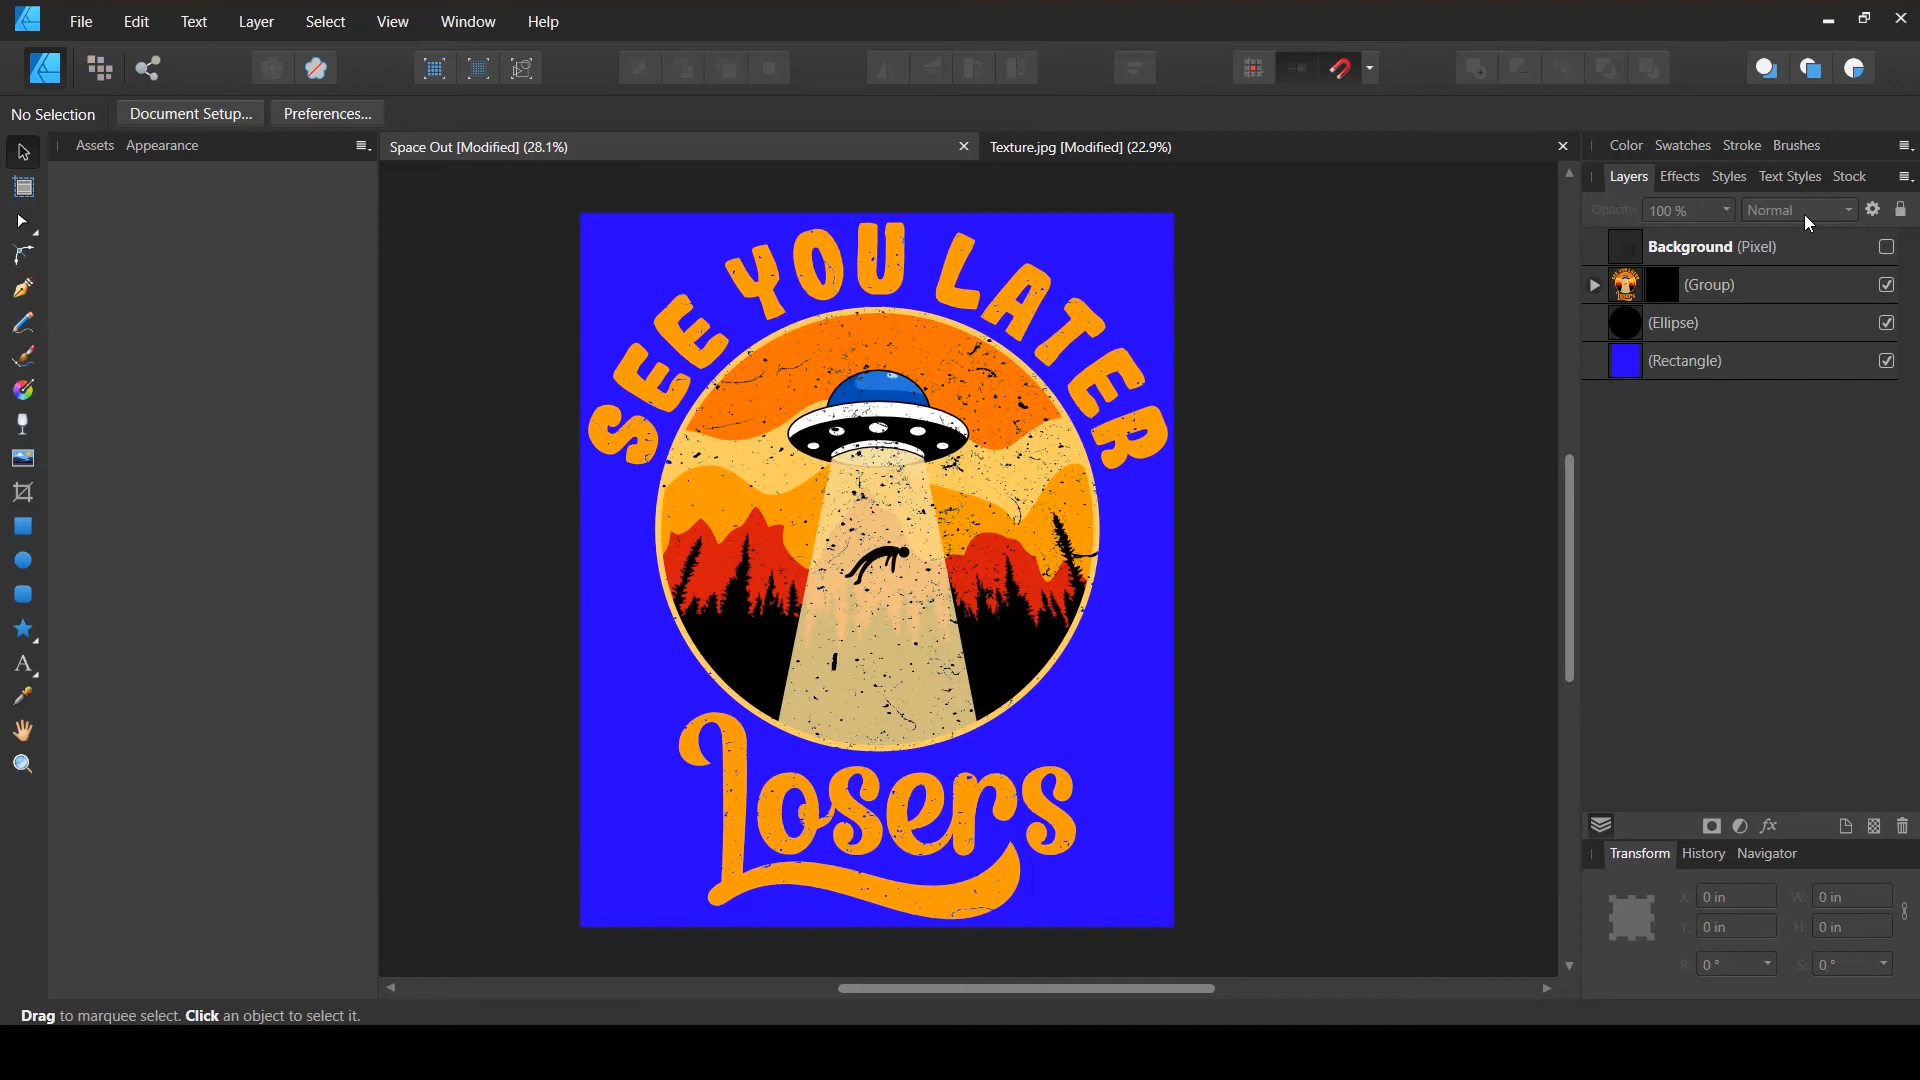 File Edit Text Layer Select View Window Help
No Selection Document Setup... Preferences...
Assets Appearance
Space Out [Modified] (28.1%)
Texture.jpg [Modified] (22.9%)
Color Swatches Stroke Brushes
Layers Effects Styles Text Styles Stock
Opacity: 100 % Normal
Background (Pixel)
(Group)
(Ellipse)
(Rectangle)
SEE YOU LATER
Losers
fx
Transform History Navigator
X: 0 in W: 0 in
Y: 0 in H: 0 in
R: 0 ° S: 0 °
Drag to marquee select. Click an object to select it.